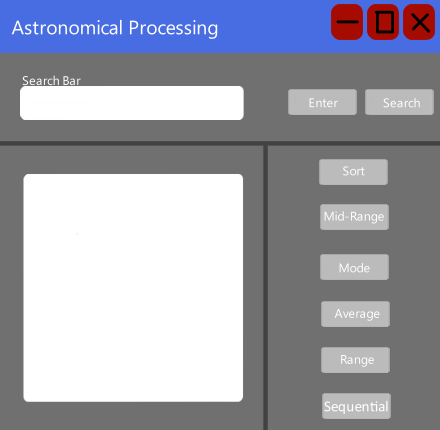 Astronomical Processing
Search Bar
Enter
Search
Sort
Mid-Range
Mode
Average
Range
Sequential